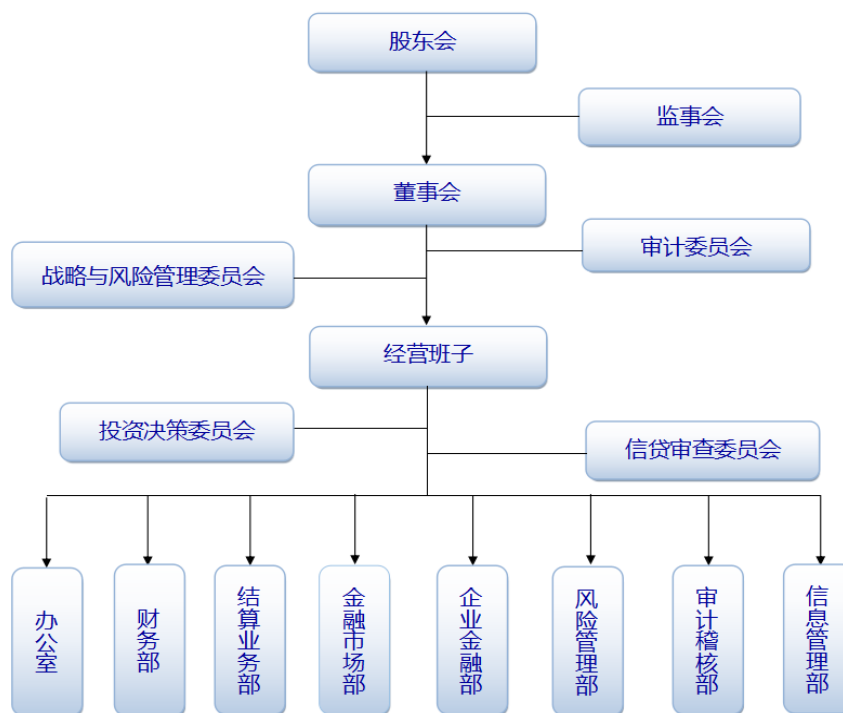 股东会
监事会
董事会
审计委员会
战略与风险管理委员会
经营班子
投资决策委员会
信贷审查委员会
办公室
财务部
结算业务部
金融市场部
企业金融部
风险管理部
审计稽核部
信息管理部